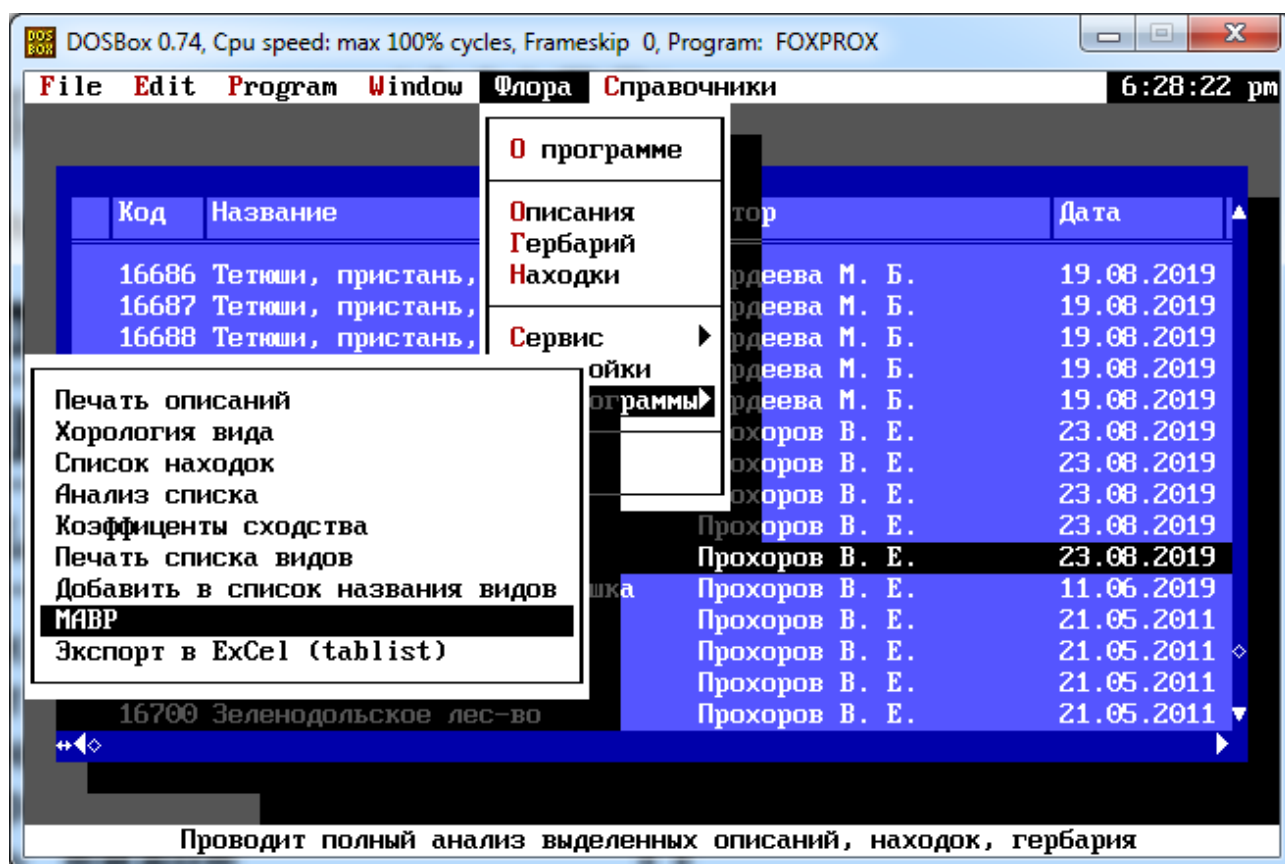 DOSBox 0.74, Cpu speed: max 100% cycles, Frameskip 0, Program: FOXPROX
File Edit Program Window Флора Справочники 6:28:22 pm
О программе
Описания
Гербарий
Находки
Сервис
ойки
ограммы
Код Название тор Дата
16686 Тетюши, пристань, рдеева М. Б. 19.08.2019
16687 Тетюши, пристань, рдеева М. Б. 19.08.2019
16688 Тетюши, пристань, рдеева М. Б. 19.08.2019
рдеева М. Б. 19.08.2019
рдеева М. Б. 19.08.2019
охоров В. Е. 23.08.2019
охоров В. Е. 23.08.2019
охоров В. Е. 23.08.2019
Прохоров В. Е. 23.08.2019
Прохоров В. Е. 23.08.2019
шка Прохоров В. Е. 11.06.2019
Прохоров В. Е. 21.05.2011
Прохоров В. Е. 21.05.2011
Прохоров В. Е. 21.05.2011
16700 Зеленодольское лес-во Прохоров В. Е. 21.05.2011
Печать описаний
Хорология вида
Список находок
Анализ списка
Коэффиценты сходства
Печать списка видов
Добавить в список названия видов
МАВР
Экспорт в ExCel (tablist)
Проводит полный анализ выделенных описаний, находок, гербария